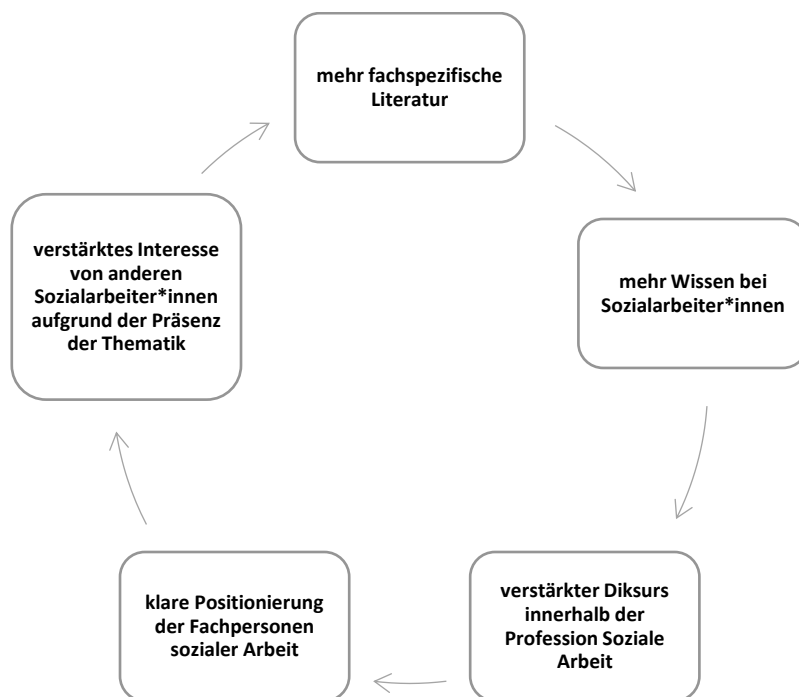 mehr fachspezifische
Literatur
mehr Wissen bei
Sozialarbeiter*innen
verstärkter Diksurs
innerhalb der
Profession Soziale
Arbeit
klare Positionierung
der Fachpersonen
sozialer Arbeit
verstärktes Interesse
von anderen
Sozialarbeiter*innen
aufgrund der Präsenz
der Thematik